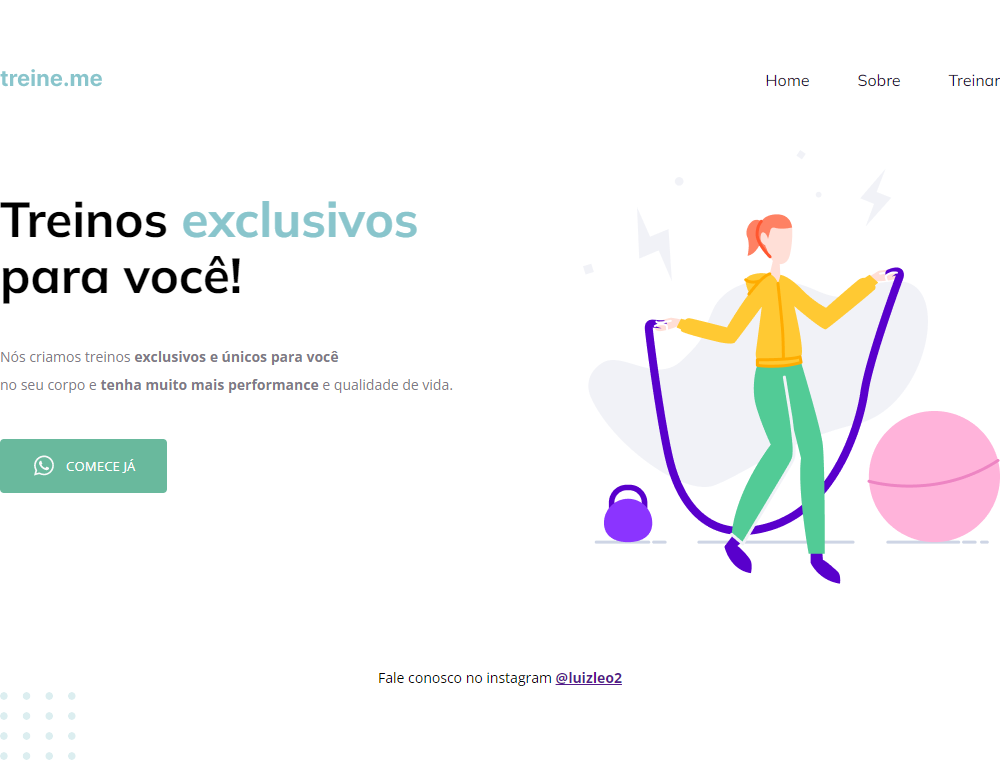 treine.me
Home Sobre Treinar
Treinos exclusivos
para você!
Nós criamos treinos exclusivos e únicos para você
no seu corpo e tenha muito mais performance e qualidade de vida.
COMECE JÁ
Fale conosco no instagram @luizleo2